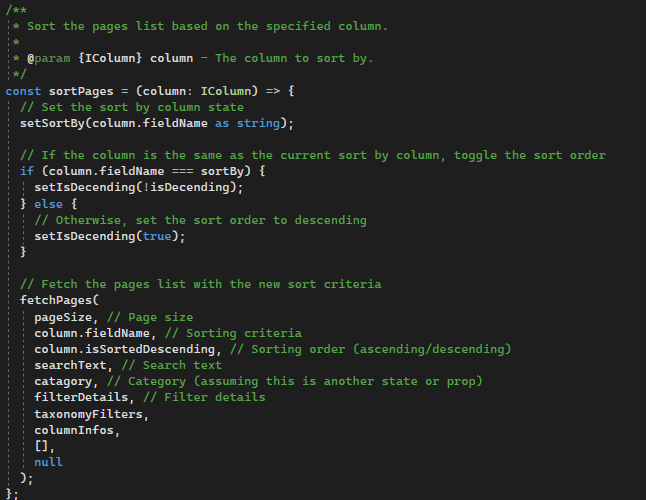 /**
 * Sort the pages list based on the specified column.
 *
 * @param {IColumn} column - The column to sort by.
 */
const sortPages = (column: IColumn) => {
  // Set the sort by column state
  setSortBy(column.fieldName as string);

  // If the column is the same as the current sort by column, toggle the sort order
  if (column.fieldName === sortBy) {
    setIsDecending(!isDecending);
  } else {
    // Otherwise, set the sort order to descending
    setIsDecending(true);
  }

  // Fetch the pages list with the new sort criteria
  fetchPages(
    pageSize, // Page size
    column.fieldName, // Sorting criteria
    column.isSortedDescending, // Sorting order (ascending/descending)
    searchText, // Search text
    catagory, // Category (assuming this is another state or prop)
    filterDetails, // Filter details
    taxonomyFilters,
    columnInfos,
    [],
    null
  );
};